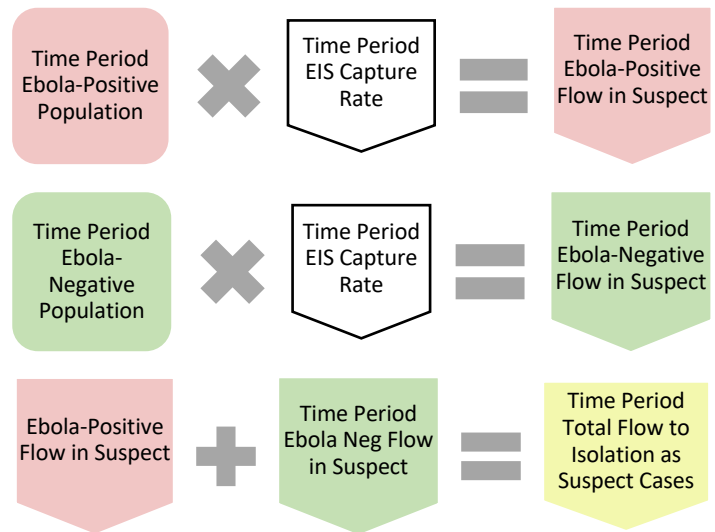 Time Period
Ebola-Positive
Population
Time Period
EIS Capture
Rate
Time Period
Ebola-Positive
Flow in Suspect
Time Period
Ebola-
Negative
Population
Time Period
EIS Capture
Rate
Time Period
Ebola-Negative
Flow in Suspect
Ebola-Positive
Flow in Suspect
Time Period
Ebola Neg Flow
in Suspect
Time Period
Total Flow to
Isolation as
Suspect Cases